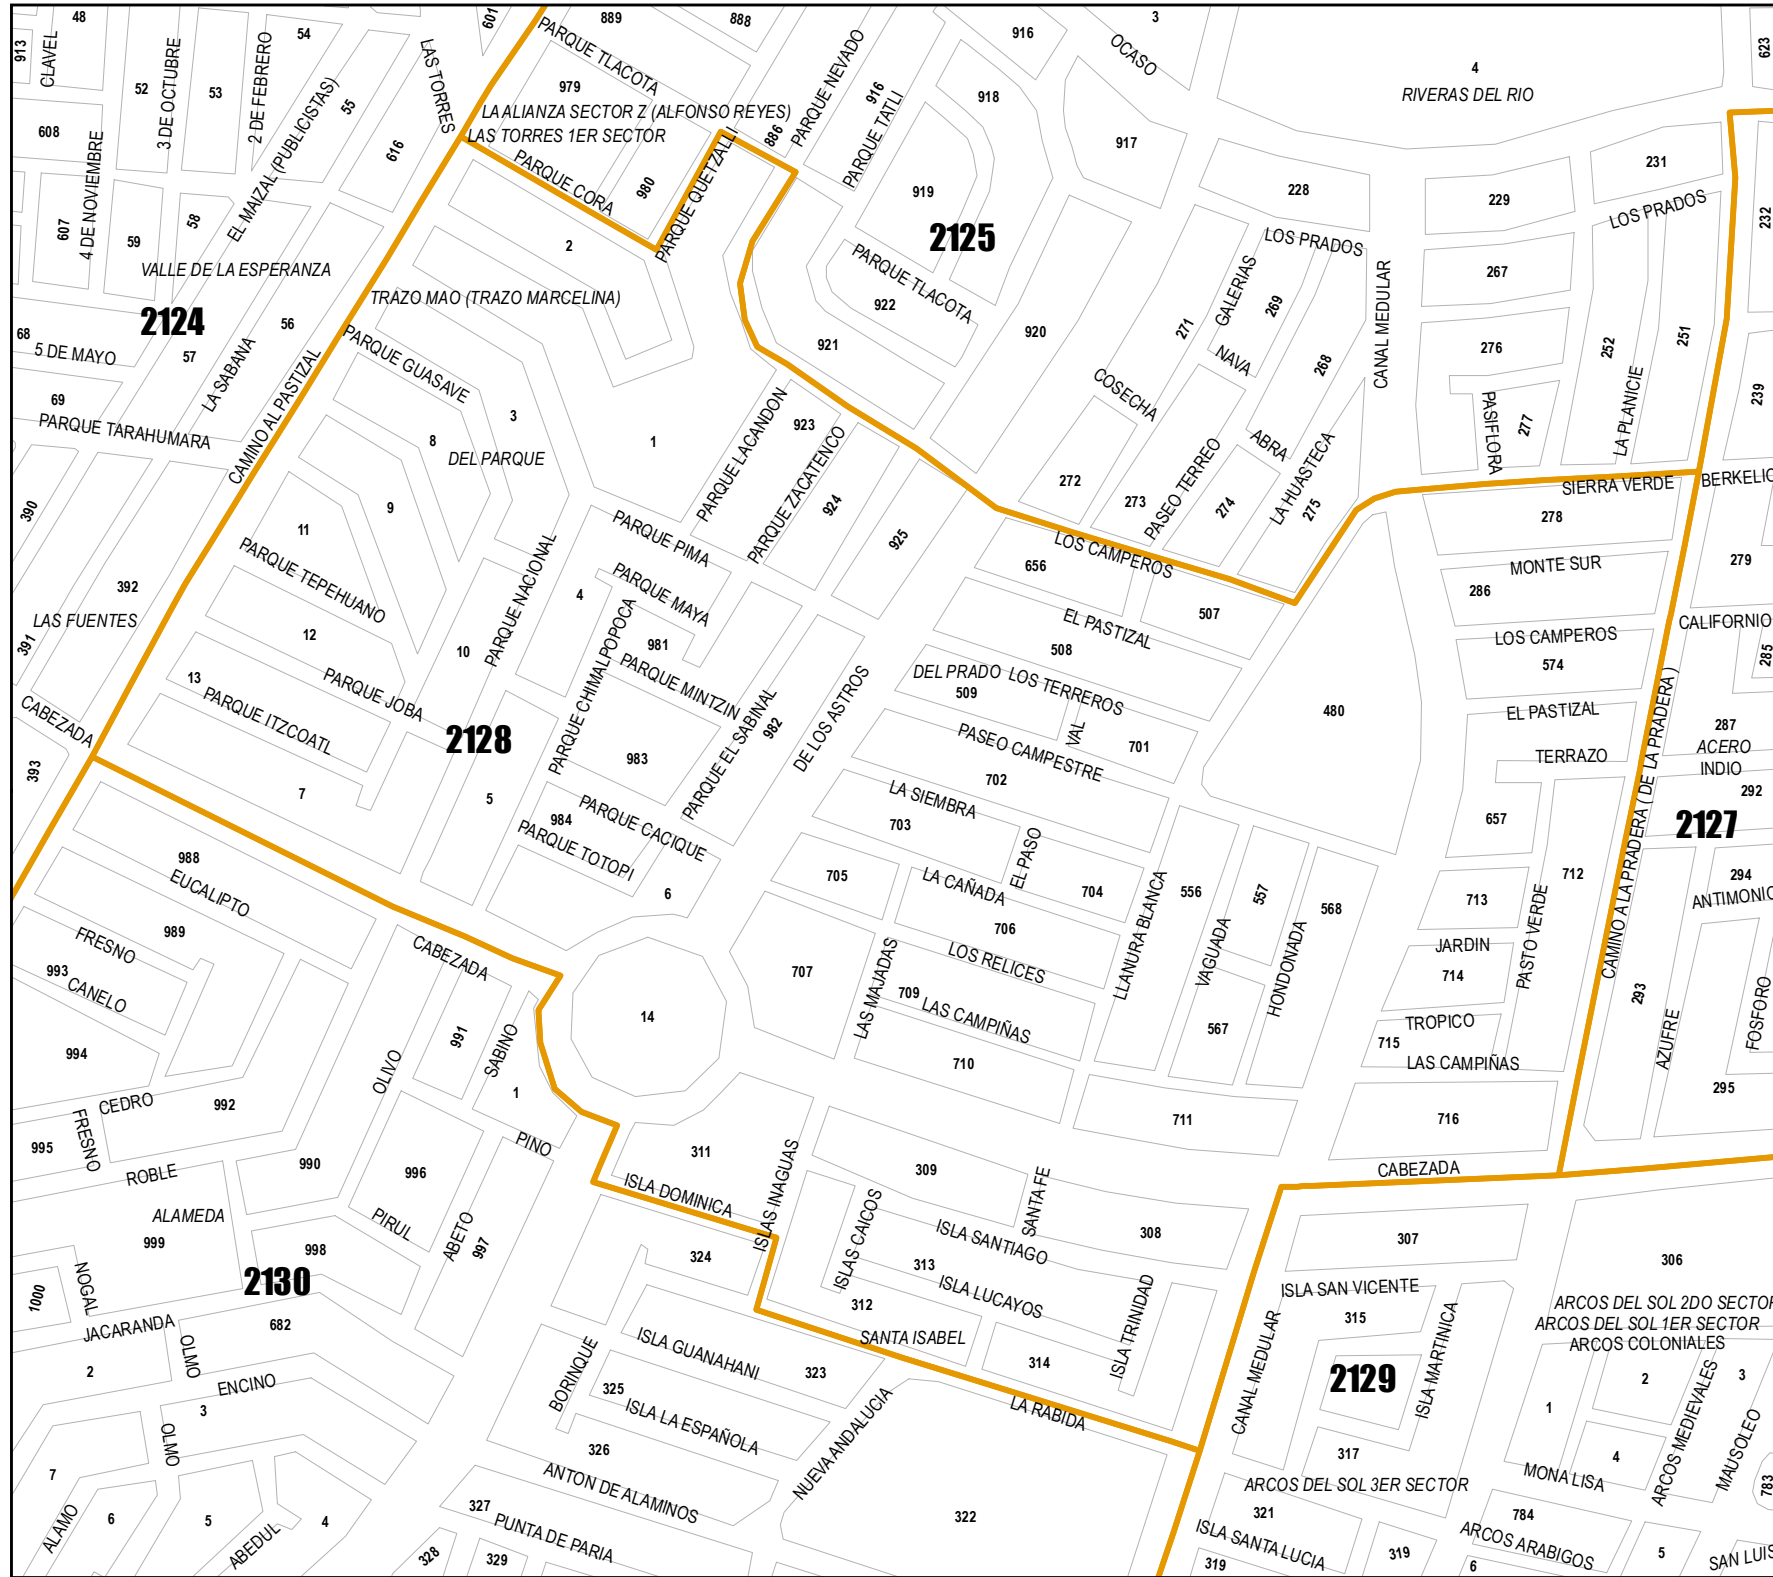 48
913
CLAVEL
601
889
888
916
3
OCASO
623
54
52
3 DE OCTUBRE
53
2 DE FEBRERO
LAS TORRES
PARQUE TLACOTA
PARQUE NEVADO
4
RIVERAS DEL RIO
55
979
916
PARQUE TATLI
918
LA ALIANZA SECTOR Z (ALFONSO REYES)
LAS TORRES 1ER SECTOR
886
608
616
PARQUE CORA
980
PARQUE QUETZALLI
917
231
EL MAIZAL (PUBLICISTAS)
919
228
229
LOS PRADOS
232
607
4 DE NOVIEMBRE
59
58
2
2125
LOS PRADOS
VALLE DE LA ESPERANZA
PARQUE TLACOTA
922
GALERIAS
269
267
TRAZO MAO (TRAZO MARCELINA)
2124
56
68
5 DE MAYO
57
LA SABANA
PARQUE GUASAVE
921
920
271
NAVA
268
CANAL MEDULAR
276
252
251
69
PARQUE TARAHUMARA
CAMINO AL PASTIZAL
COSECHA
239
3
8
DEL PARQUE
1
PARQUE LACANDON
923
PARQUE ZACATENCO
PASIFLORA
277
LA PLANICIE
ABRA
390
9
924
272
273
PASEO TERREO
274
LA HUASTECA
275
SIERRA VERDE
BERKELIO
11
PARQUE PIMA
925
278
PARQUE TEPEHUANO
PARQUE NACIONAL
LOS CAMPEROS
656
MONTE SUR
279
392
4
PARQUE MAYA
286
LAS FUENTES
391
12
10
PARQUE CHIMALPOPOCA
981
EL PASTIZAL
507
CALIFORNIO
LOS CAMPEROS
508
574
285
13
PARQUE JOBA
PARQUE MINTZIN
DEL PRADO
LOS TERREROS
509
CABEZADA
PARQUE ITZCOATL
PARQUE EL SABINAL
982
DE LOS ASTROS
480
EL PASTIZAL
287
2128
VAL
701
ACERO
INDIO
393
983
PASEO CAMPESTRE
TERRAZO
702
292
7
5
LA SIEMBRA
984
PARQUE CACIQUE
703
657
2127
PARQUE TOTOPI
EL PASO
988
705
LA CAÑADA
704
712
294
EUCALIPTO
6
LLANURA BLANCA
556
557
ANTIMONIO
713
568
989
706
PASTO VERDE
CAMINO A LA PRADERA ( DE LA PRADERA )
FRESNO
CABEZADA
LOS RELICES
VAGUADA
JARDIN
993
707
LAS MAJADAS
HONDONADA
714
CANELO
709
LAS CAMPIÑAS
293
FOSFORO
14
TROPICO
991
SABINO
567
715
AZUFRE
994
OLIVO
710
LAS CAMPIÑAS
1
CEDRO
992
295
FRESNO
711
716
995
PINO
311
ISLAS INAGUAS
309
ROBLE
990
996
ISLA DOMINICA
SANTA FE
CABEZADA
ALAMEDA
PIRUL
ABETO
ISLAS CAICOS
ISLA SANTIAGO
308
307
999
998
997
324
313
306
NOGAL
2130
ISLA LUCAYOS
ISLA TRINIDAD
ISLA SAN VICENTE
1000
312
315
ARCOS DEL SOL 2DO SECTOR
JACARANDA
682
SANTA ISABEL
ARCOS DEL SOL 1ER SECTOR
ARCOS COLONIALES
OLMO
ISLA GUANAHANI
314
2
323
CANAL MEDULAR
2129
ISLA MARTINICA
2
3
ENCINO
BORINQUE
325
3
ISLA LA ESPAÑOLA
LA RABIDA
1
ARCOS MEDIEVALES
OLMO
326
NUEVA ANDALUCIA
317
4
MAUSOLEO
7
ANTON DE ALAMINOS
ARCOS DEL SOL 3ER SECTOR
MONA LISA
783
327
ALAMO
6
5
4
PUNTA DE PARIA
322
321
784
ABEDUL
ISLA SANTA LUCIA
ARCOS ARABIGOS
328
329
319
319
6
5
SAN LUIS